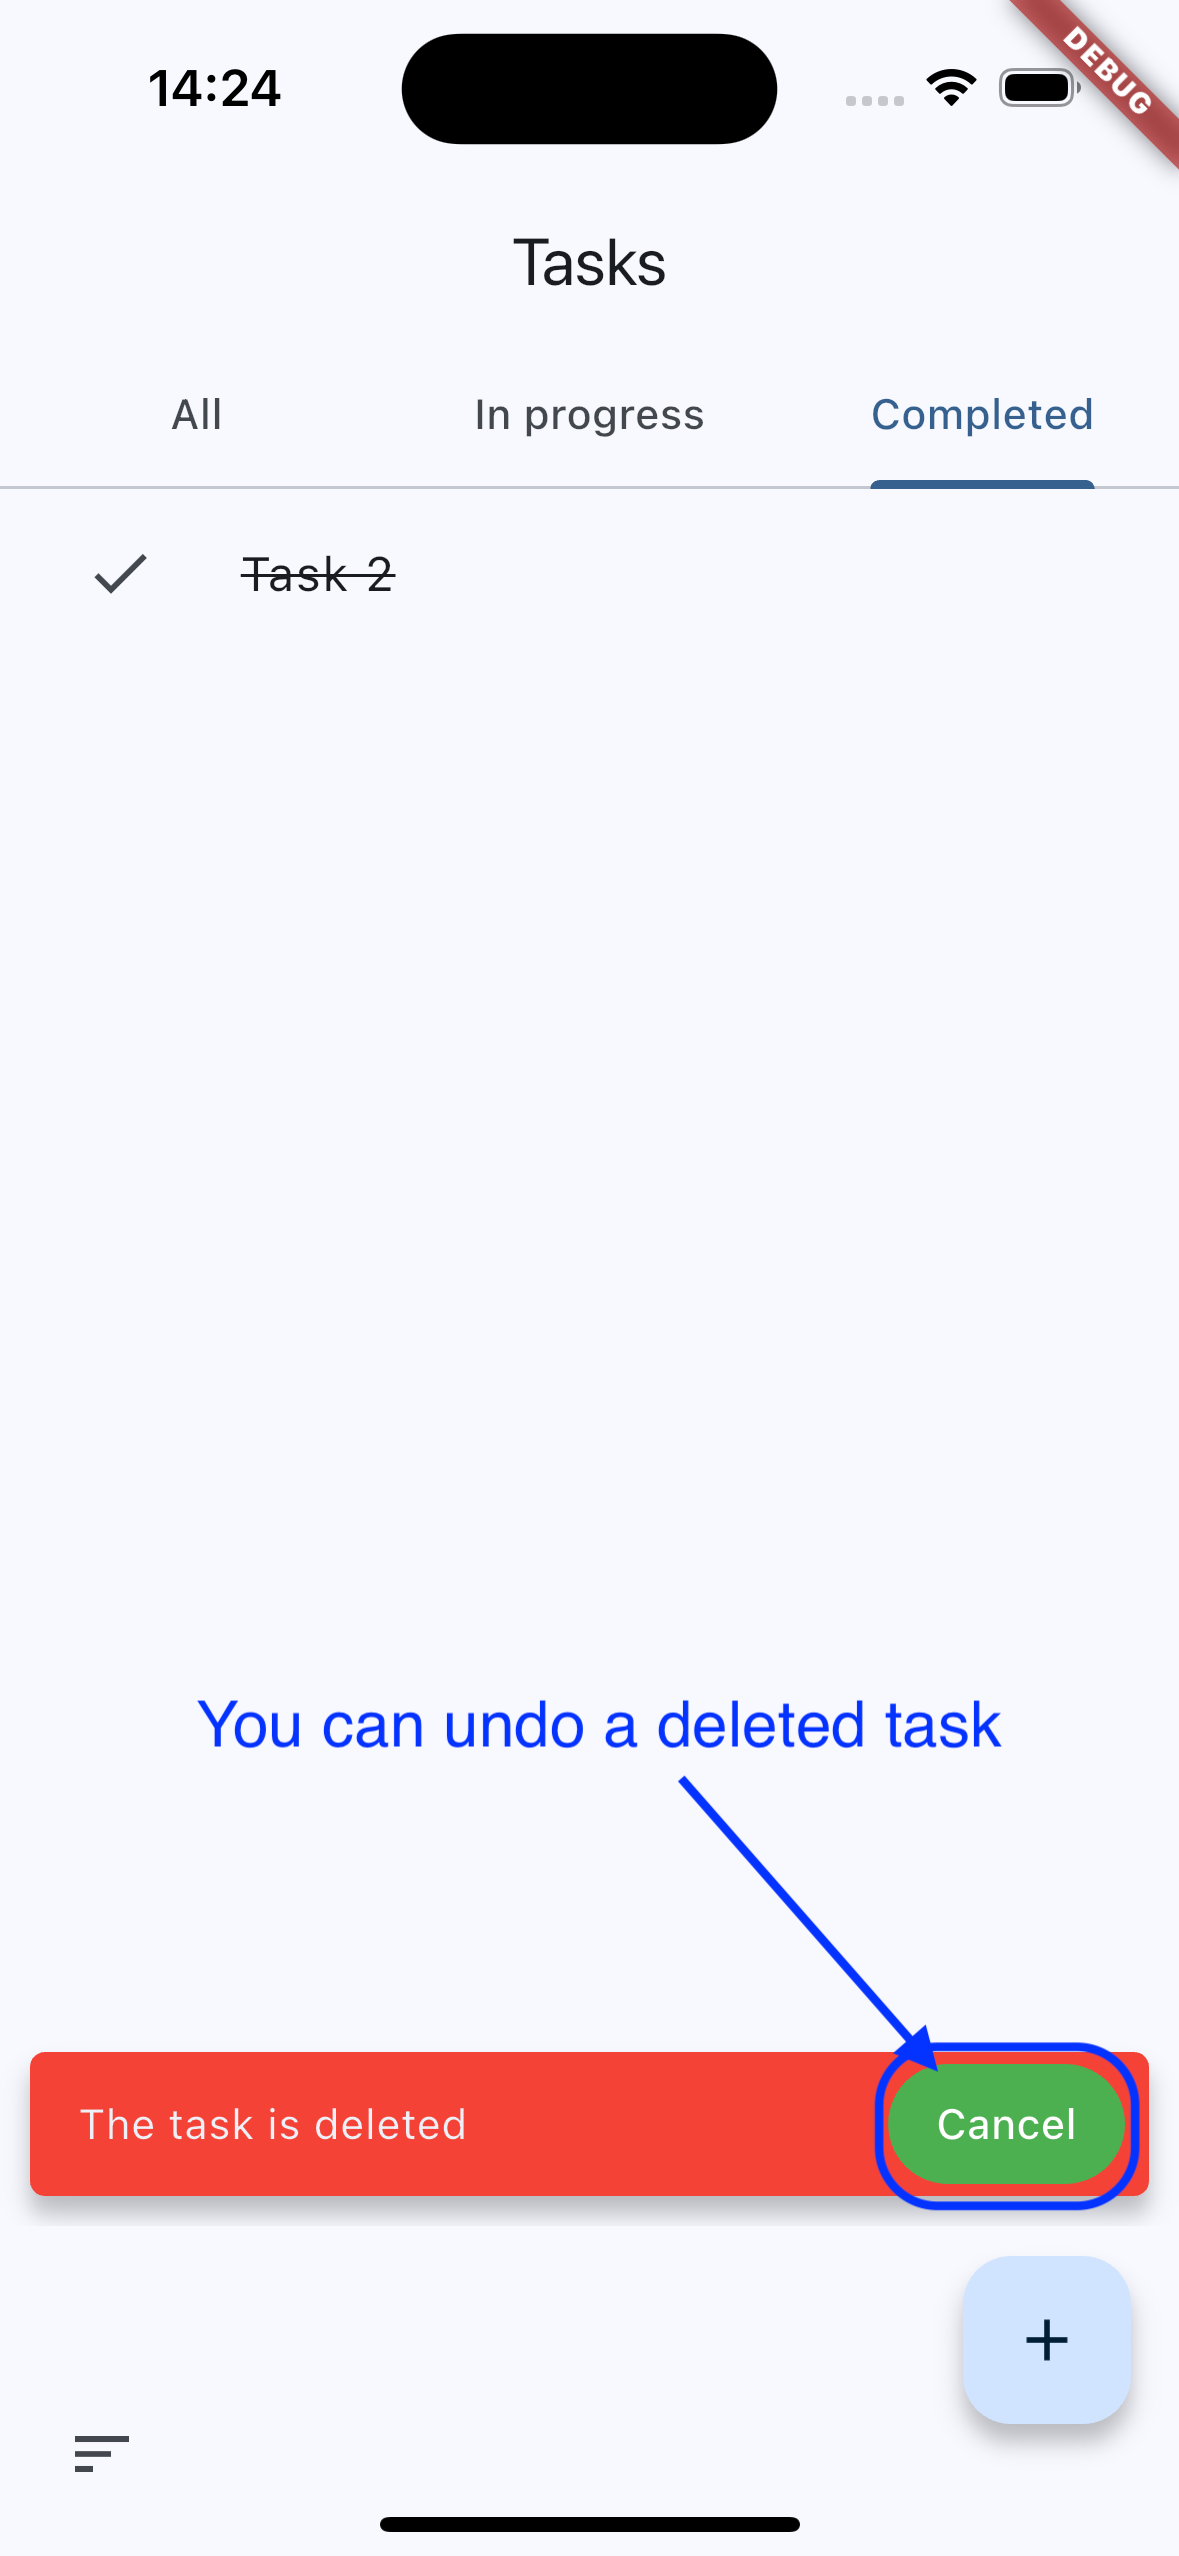 14:24
DEBUG
Tasks
All
In progress
Completed
Task 2
You can undo a deleted task
The task is deleted
Cancel